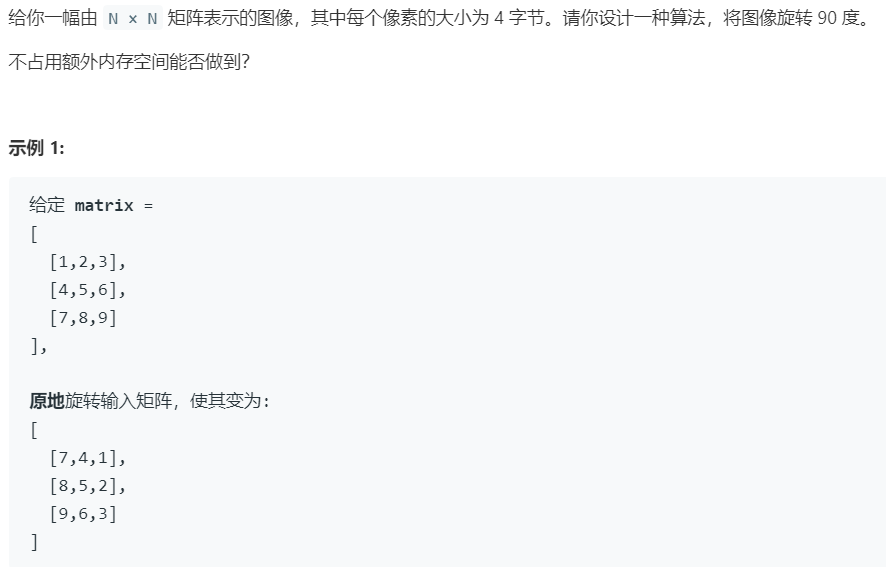 给你一幅由 N × N 矩阵表示的图像，其中每个像素的大小为 4 字节。请你设计一种算法，将图像旋转 90 度。
不占用额外内存空间能否做到？
示例 1:
给定 matrix =
[
  [1,2,3],
  [4,5,6],
  [7,8,9]
],
原地旋转输入矩阵，使其变为:
[
  [7,4,1],
  [8,5,2],
  [9,6,3]
]